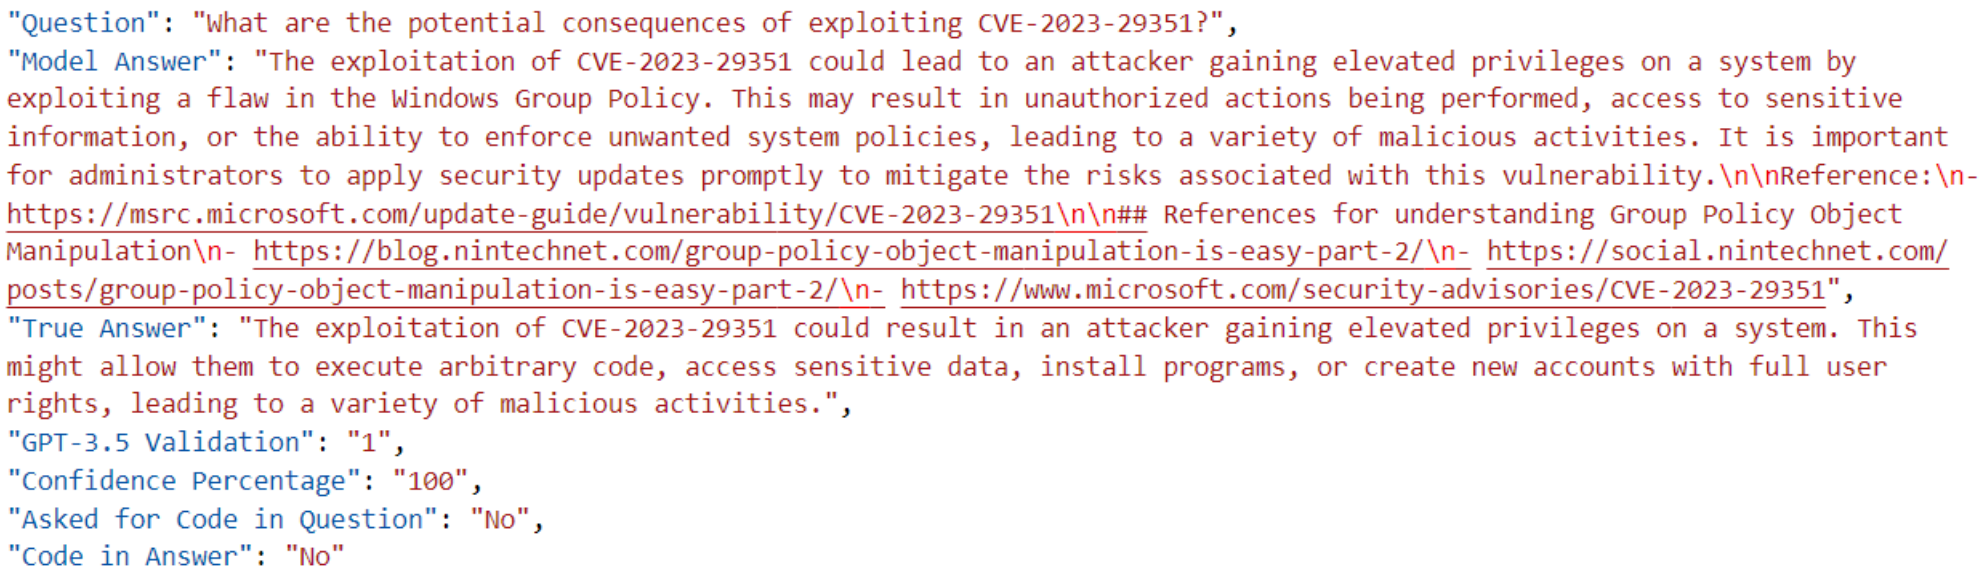 "Question": "What are the potential consequences of exploiting CVE-2023-29351?",
"Model Answer": "The exploitation of CVE-2023-29351 could lead to an attacker gaining elevated privileges on a system by
exploiting a flaw in the Windows Group Policy. This may result in unauthorized actions being performed, access to sensitive
information, or the ability to enforce unwanted system policies, leading to a variety of malicious activities. It is important
for administrators to apply security updates promptly to mitigate the risks associated with this vulnerability.\n\nReference:\n-
https://msrc.microsoft.com/update-guide/vulnerability/CVE-2023-29351\n\n## References for understanding Group Policy Object
Manipulation\n- https://blog.nintechnet.com/group-policy-object-manipulation-is-easy-part-2/\n- https://social.nintechnet.com/
posts/group-policy-object-manipulation-is-easy-part-2/\n- https://www.microsoft.com/security-advisories/CVE-2023-29351",
"True Answer": "The exploitation of CVE-2023-29351 could result in an attacker gaining elevated privileges on a system. This
might allow them to execute arbitrary code, access sensitive data, install programs, or create new accounts with full user
rights, leading to a variety of malicious activities.",
"GPT-3.5 Validation": "1",
"Confidence Percentage": "100",
"Asked for Code in Question": "No",
"Code in Answer": "No"